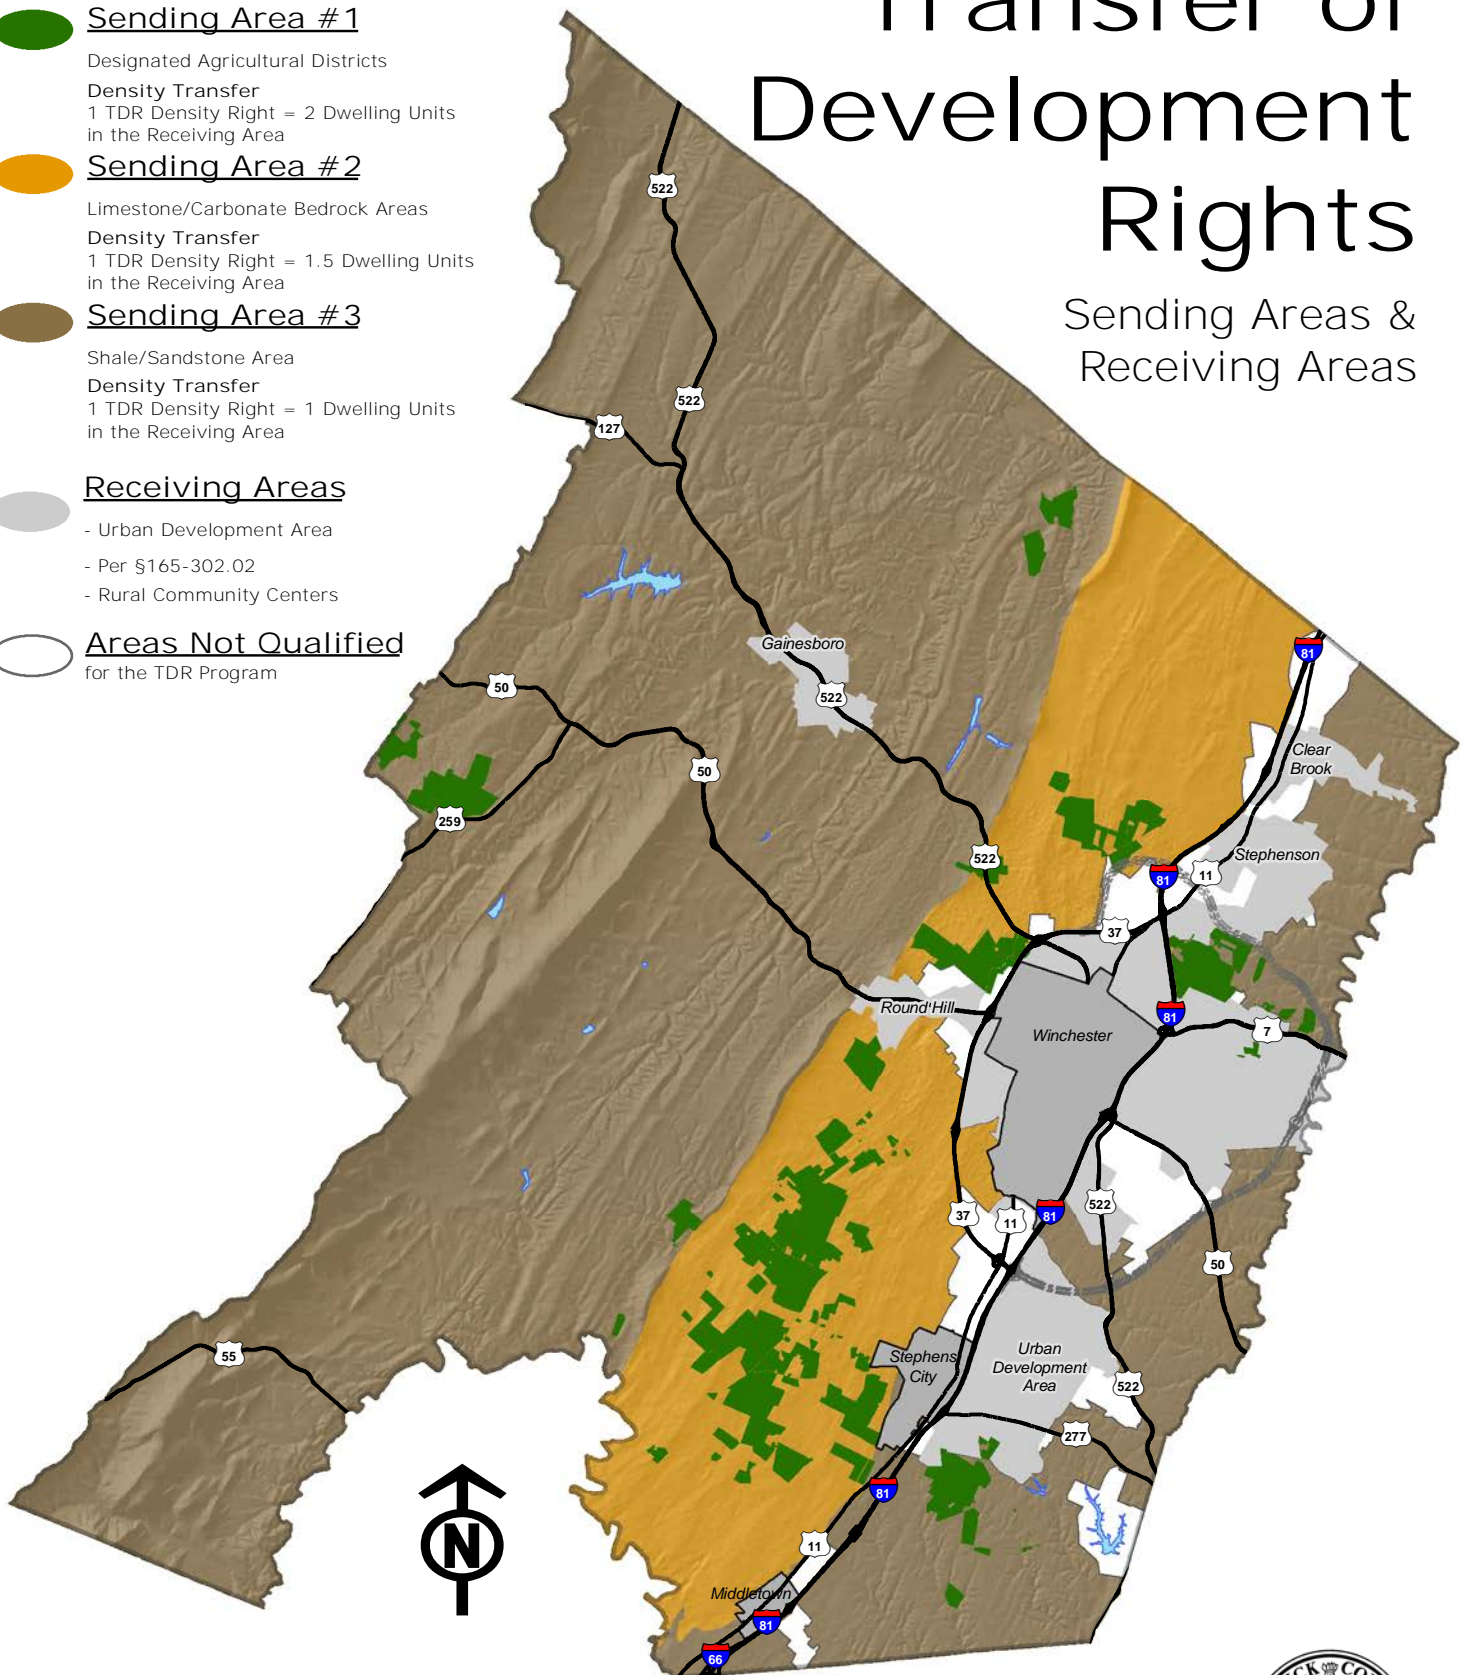 Sending Area #1
Designated Agricultural Districts
Density Transfer
1 TDR Density Right = 2 Dwelling Units
in the Receiving Area
Sending Area #2
Limestone/Carbonate Bedrock Areas
Density Transfer
1 TDR Density Right = 1.5 Dwelling Units
in the Receiving Area
Sending Area #3
Shale/Sandstone Area
Density Transfer
1 TDR Density Right = 1 Dwelling Units
in the Receiving Area
Receiving Areas
- Urban Development Area
- Per §165-302.02
- Rural Community Centers
Areas Not Qualified
for the TDR Program
Transfer of
Development
Rights
Sending Areas &
Receiving Areas
522
522
127
Gainesboro
81
50
522
Clear
Brook
50
259
522
Stephenson
81
11
37
Round Hill
81
Winchester
7
522
37
11
81
50
55
Stephens
City
Urban
Development
Area
522
277
81
11
N
Middletown
81
66